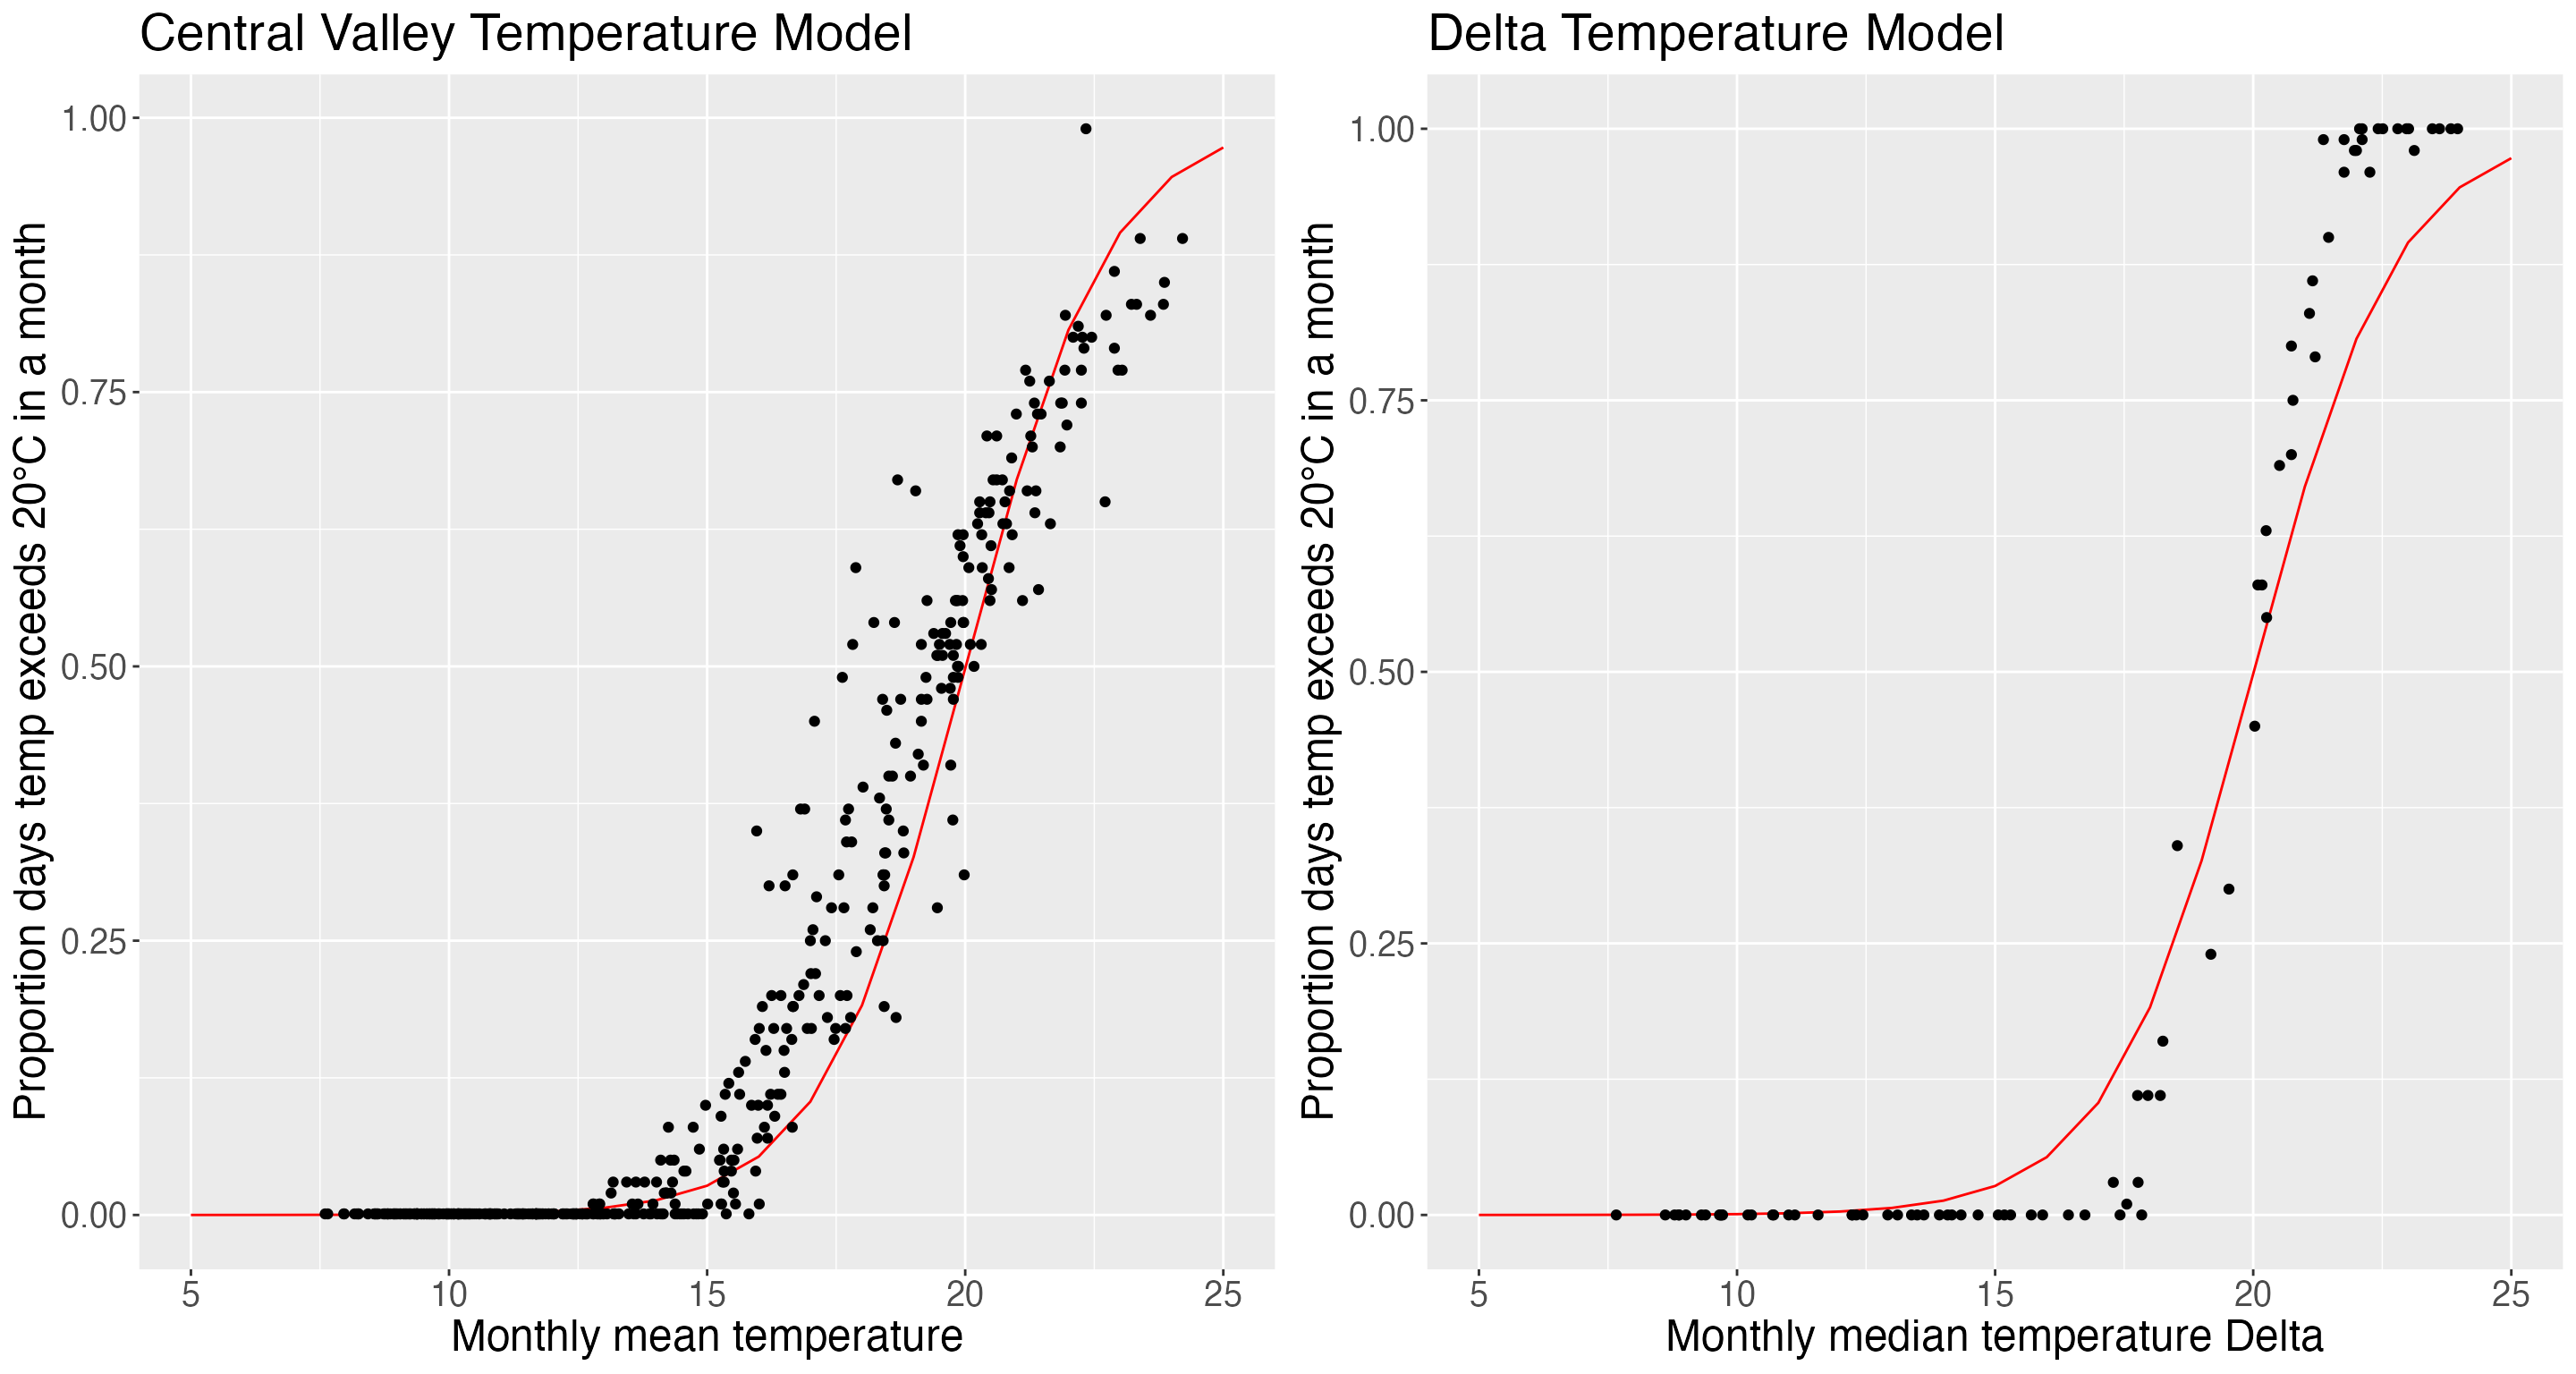 Central Valley Temperature Model
Proportion days temp exceeds 20°C in a month
1.00
0.75
0.50
0.25
0.00
5 10 15 20 25
Monthly mean temperature
Delta Temperature Model
Proportion days temp exceeds 20°C in a month
1.00
0.75
0.50
0.25
0.00
5 10 15 20 25
Monthly median temperature Delta